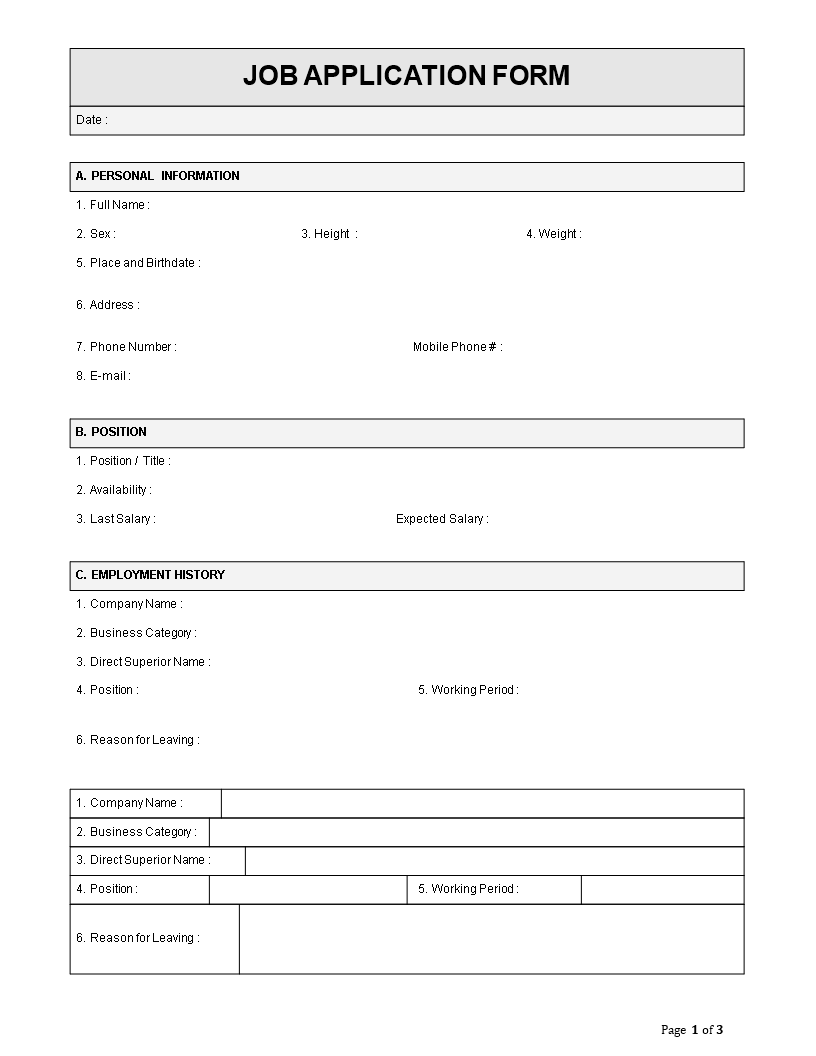 JOB APPLICATION FORM
Date :
A. PERSONAL INFORMATION
1. Full Name :
2. Sex : 3. Height : 4. Weight :
5. Place and Birthdate :
6. Address :
7. Phone Number : Mobile Phone # :
8. E-mail :
B. POSITION
1. Position / Title :
2. Availability :
3. Last Salary : Expected Salary :
C. EMPLOYMENT HISTORY
1. Company Name :
2. Business Category :
3. Direct Superior Name :
4. Position : 5. Working Period :
6. Reason for Leaving :
1. Company Name :
2. Business Category :
3. Direct Superior Name :
4. Position : 5. Working Period :
6. Reason for Leaving :
Page 1 of 3